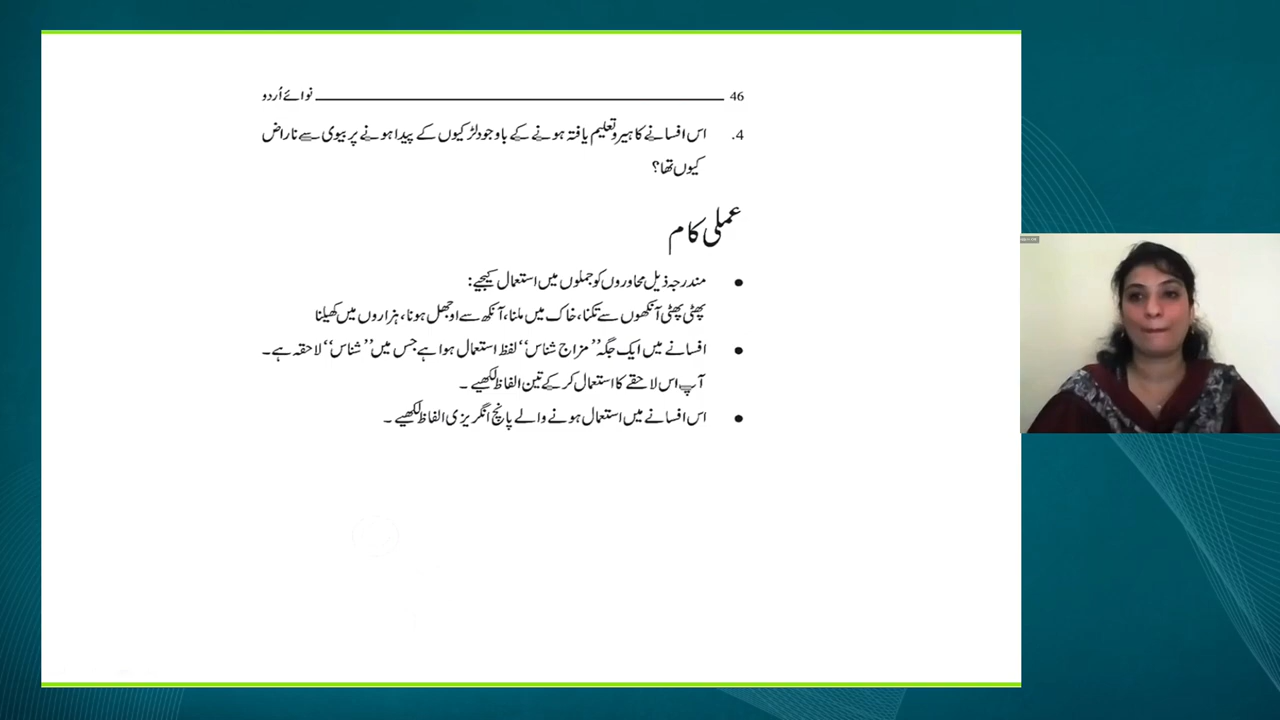 46 نوائے اُردو
4. اس افسانے کا ہیرو تعلیم یافتہ ہونے کے باوجود لڑکیوں کے پیدا ہونے پر بیوی سے ناراض
کیوں تھا؟
عملی کام
● مندرجہ ذیل محاوروں کو جملوں میں استعمال کیجیے:
پھٹی پھٹی آنکھوں سے تکنا، خاک میں ملنا، آنکھ سے اوجھل ہونا، ہزاروں میں کھیلنا
● افسانے میں ایک جگہ ”مزاج شناس“ لفظ استعمال ہوا ہے جس میں ”شناس“ لاحقہ ہے۔
آپ اس لاحقے کا استعمال کر کے تین الفاظ لکھیے۔
● اس افسانے میں استعمال ہونے والے پانچ انگریزی الفاظ لکھیے۔